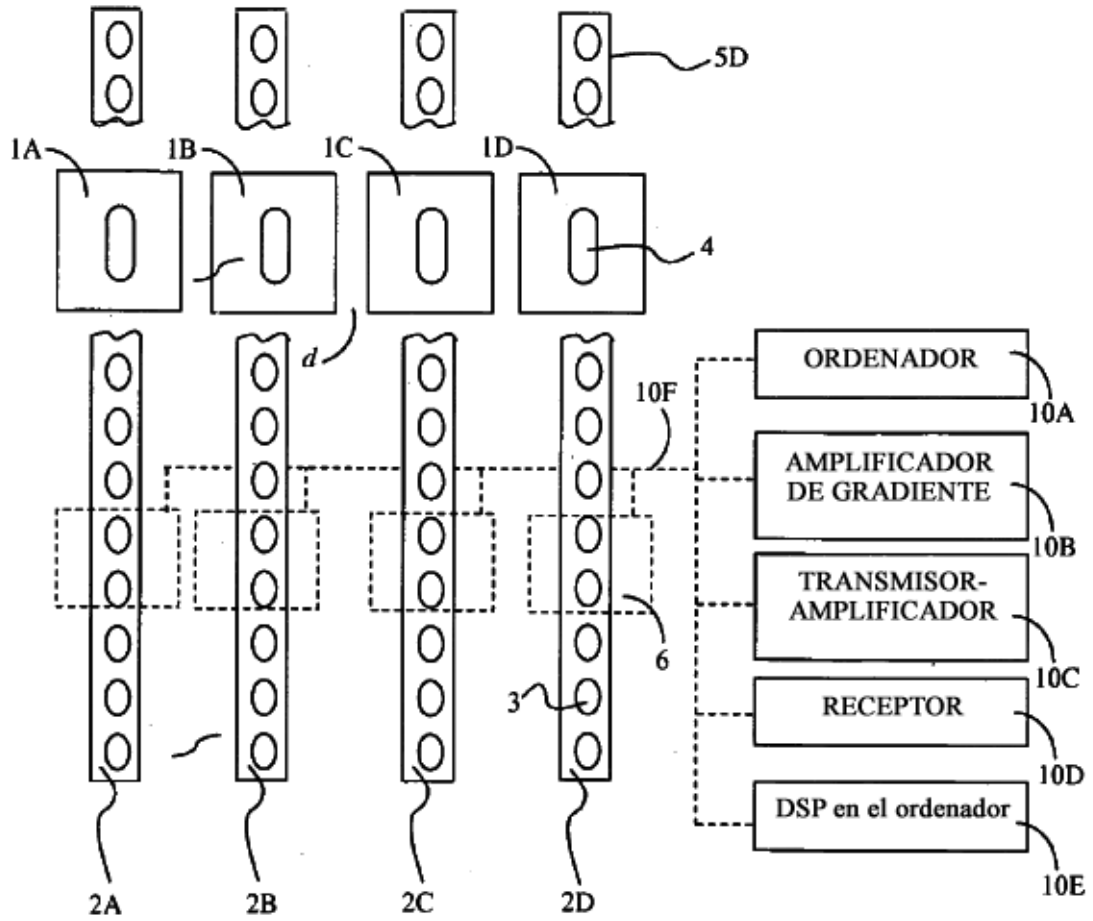 5D
1A
1B
1C
1D
4
d
10F
ORDENADOR
10A
AMPLIFICADOR
DE GRADIENTE
10B
TRANSMISOR-
AMPLIFICADOR
10C
6
3
RECEPTOR
10D
DSP en el ordenador
10E
2A
2B
2C
2D